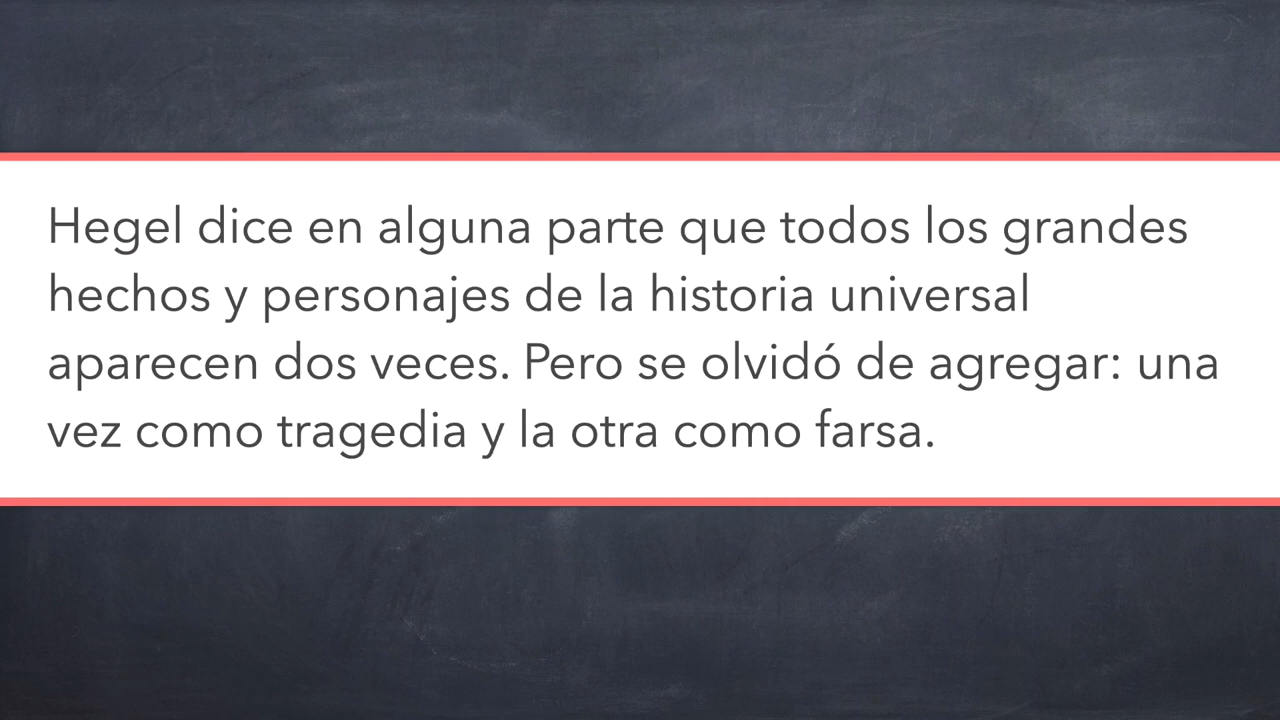 Hegel dice en alguna parte que todos los grandes
hechos y personajes de la historia universal
aparecen dos veces. Pero se olvidó de agregar: una
vez como tragedia y la otra como farsa.